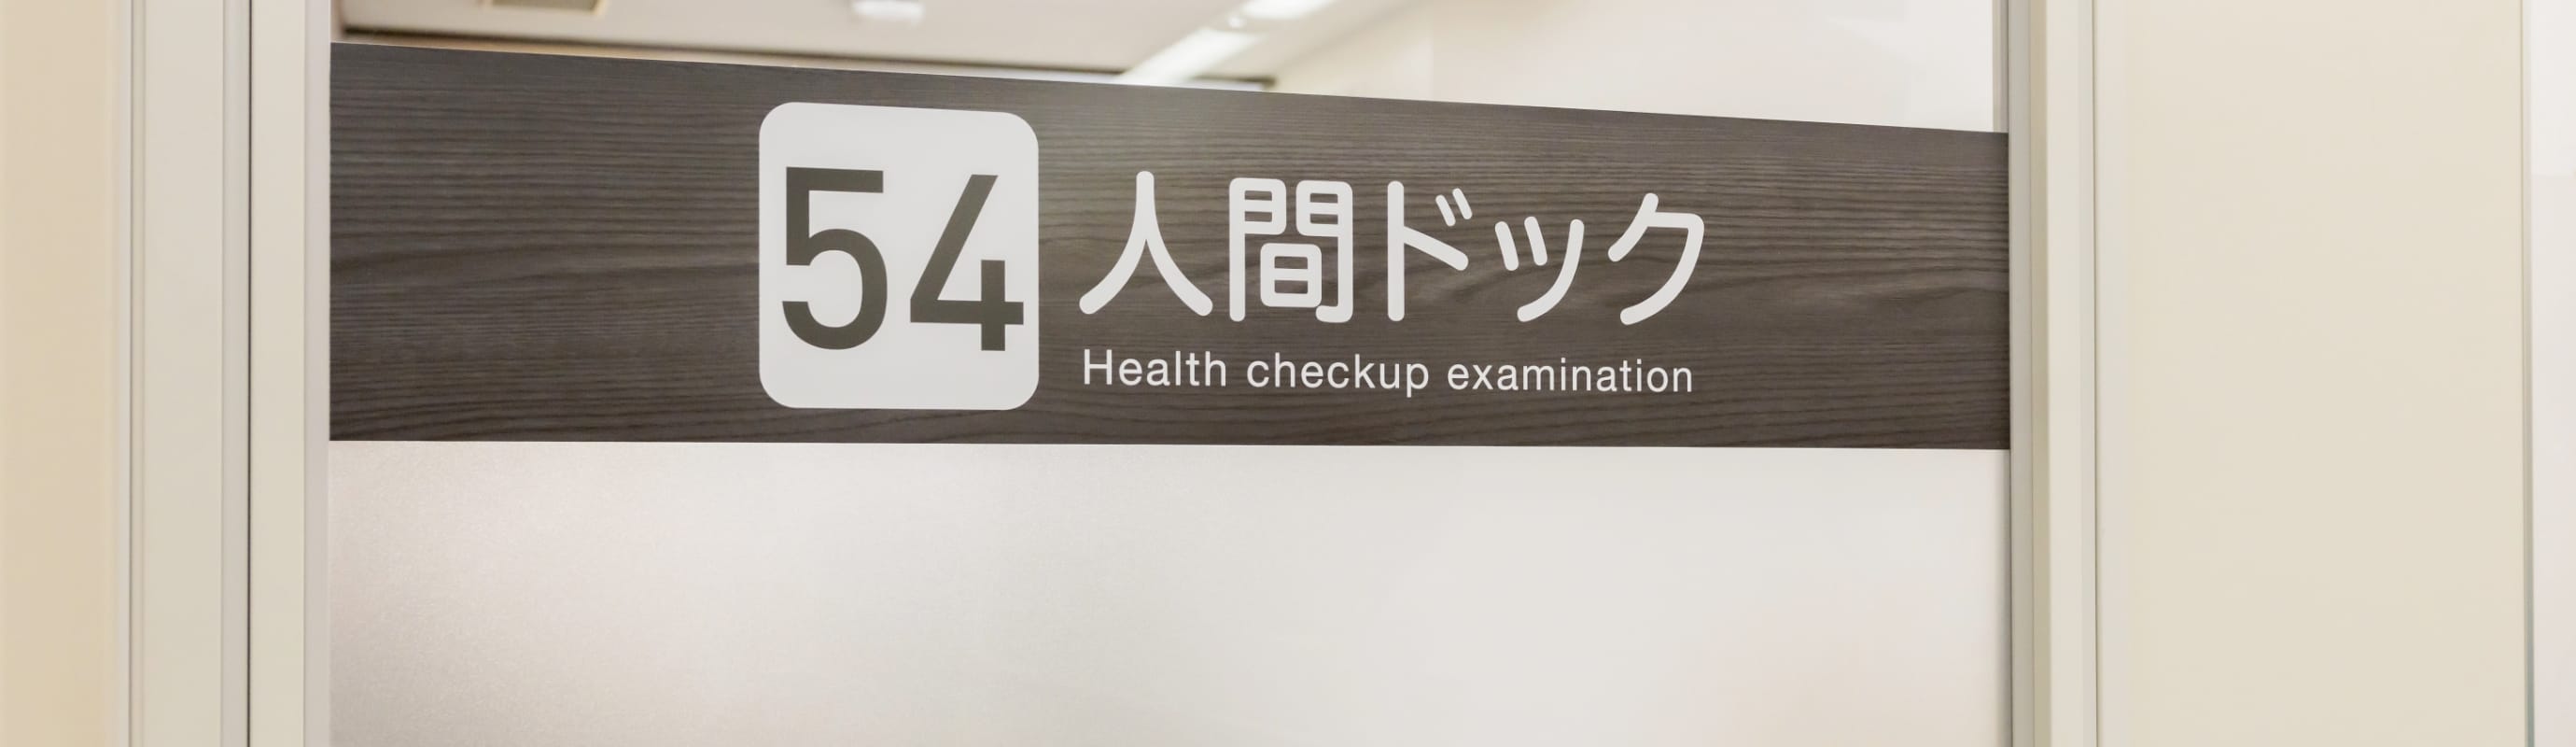 54 人間ドック
Health checkup examination